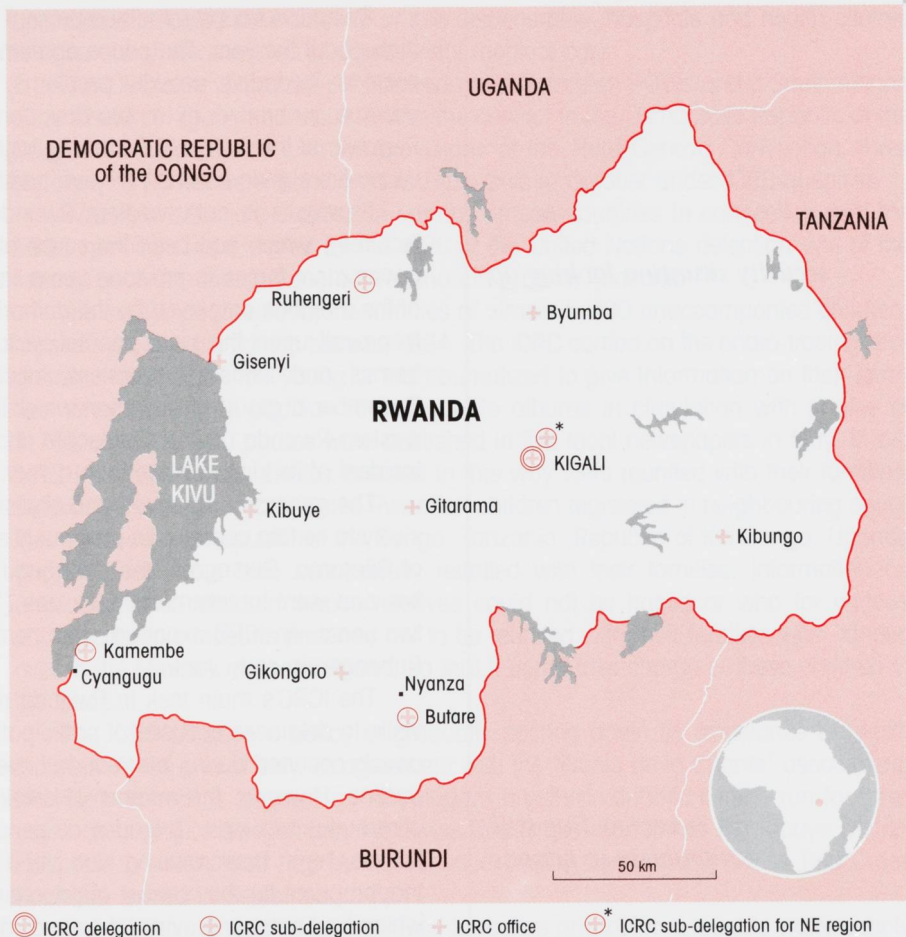 UGANDA
DEMOCRATIC REPUBLIC
of the CONGO
TANZANIA
Ruhengeri
Byumba
Gisenyi
RWANDA
*
KIGALI
LAKE
KIVU
Kibuye
Gitarama
Kibungo
Kamembe
Cyangugu
Gikongoro
Nyanza
Butare
BURUNDI
50 km
ICRC delegation
ICRC sub-delegation
ICRC office
* ICRC sub-delegation for NE region